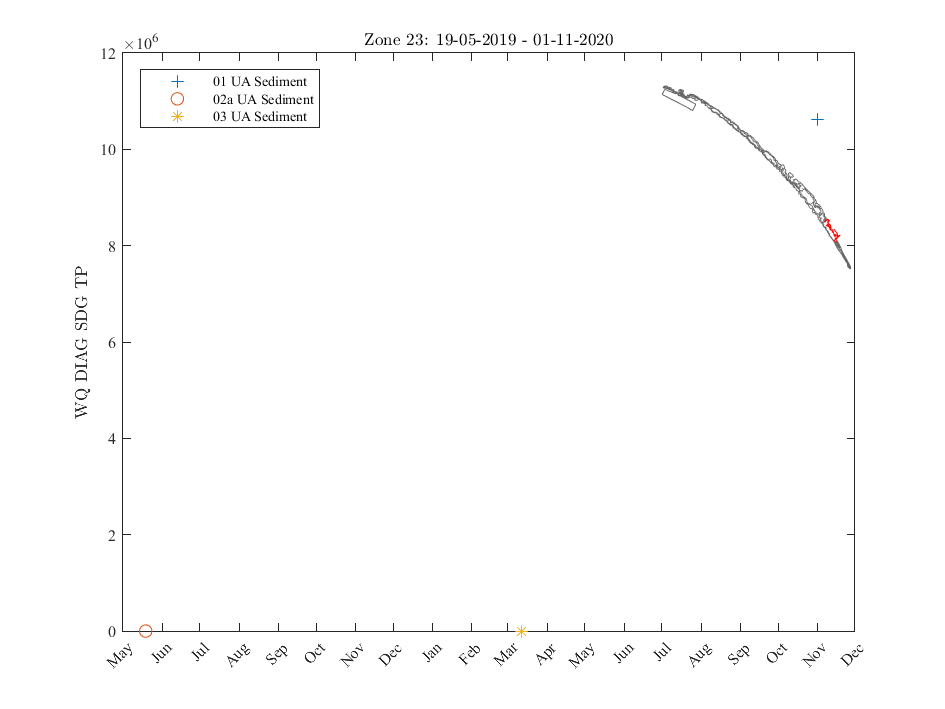 Zone 23: 19-05-2019 - 01-11-2020
×10⁶
12
10
8
6
4
2
0
WQ DIAG SDG TP
01 UA Sediment
02a UA Sediment
03 UA Sediment
May Jun Jul Aug Sep Oct Nov Dec Jan Feb Mar Apr May Jun Jul Aug Sep Oct Nov Dec